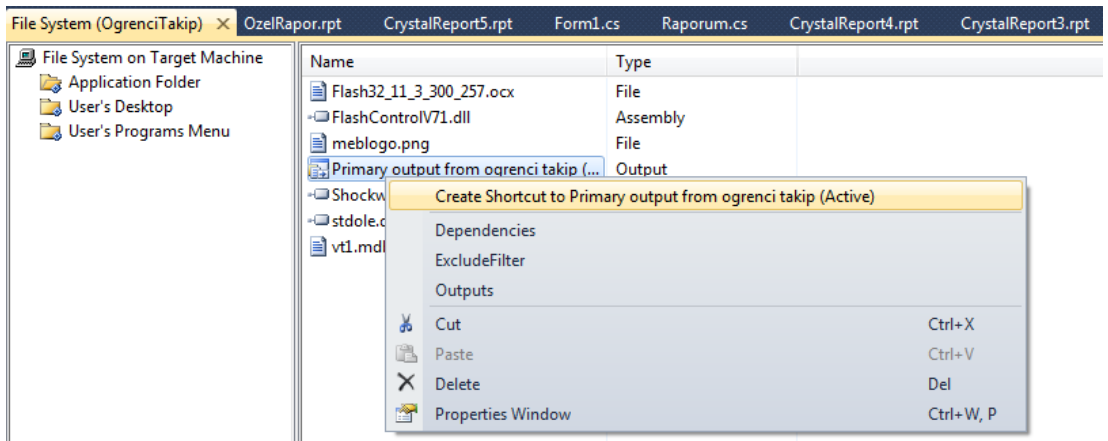 File System (OgrenciTakip) OzelRapor.rpt CrystalReport5.rpt Form1.cs Raporum.cs CrystalReport4.rpt CrystalReport3.rpt
File System on Target Machine
Application Folder
User's Desktop
User's Programs Menu
Name Type
Flash32_11_3_300_257.ocx File
FlashControlV71.dll Assembly
meblogo.png File
Primary output from ogrenci takip (... Output
Shockw
stdole.d
vt1.mdl
Create Shortcut to Primary output from ogrenci takip (Active)
Dependencies
ExcludeFilter
Outputs
Cut Ctrl+X
Paste Ctrl+V
Delete Del
Properties Window Ctrl+W, P